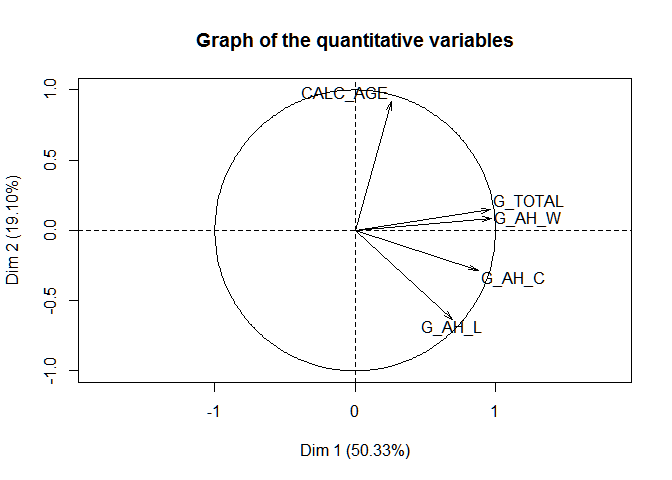 Graph of the quantitative variables
1.0
CALC_AGE
0.5
G_TOTAL
G_AH_W
0.0
Dim 2 (19.10%)
G_AH_C
-0.5
G_AH_L
-1.0
-1
0
1
Dim 1 (50.33%)